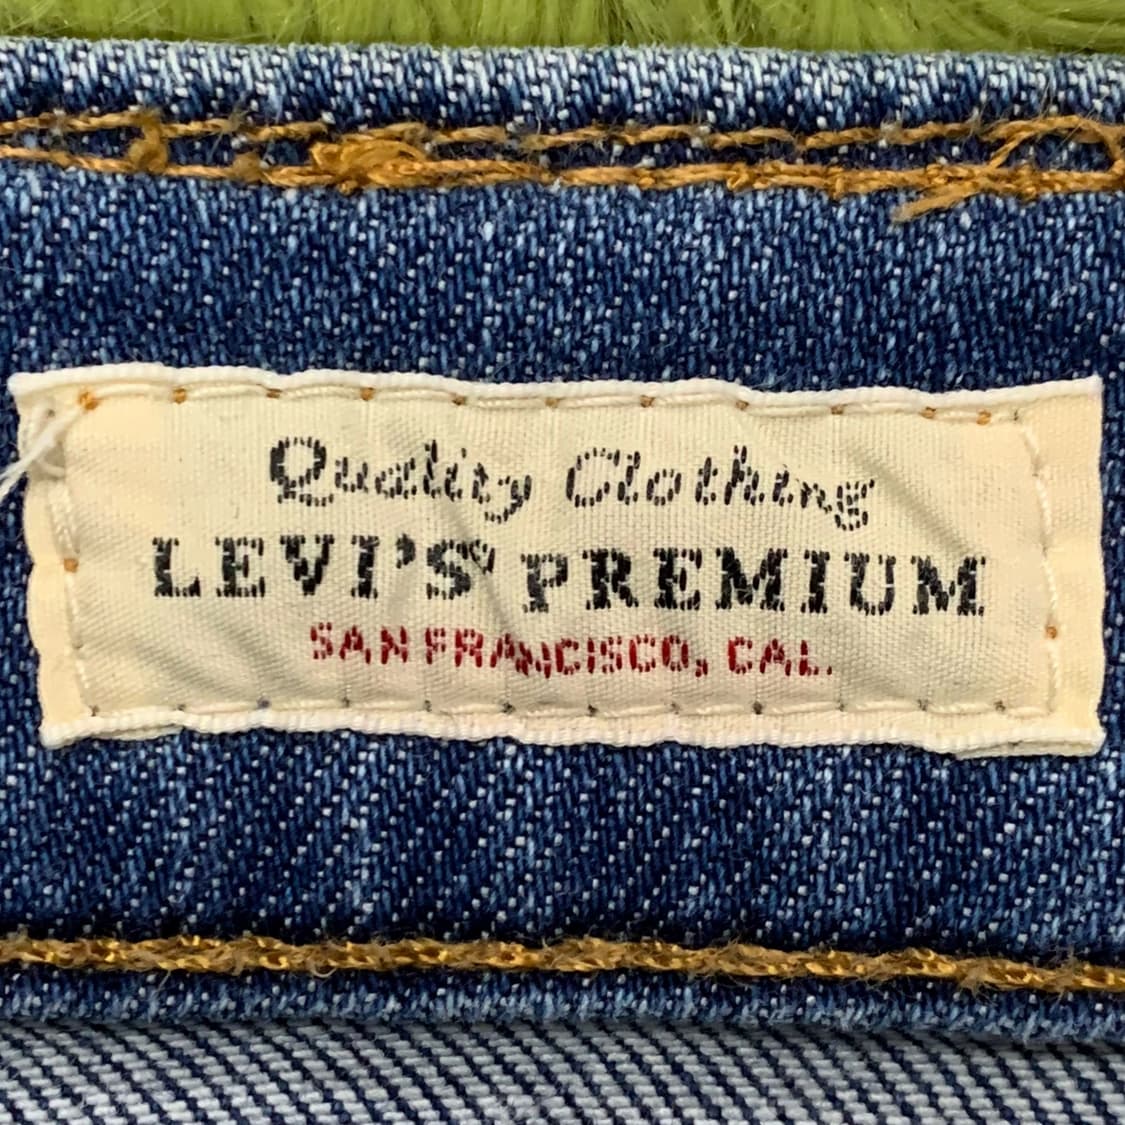 Quality Clothing
LEVI'S® PREMIUM
SAN FRANCISCO, CAL.